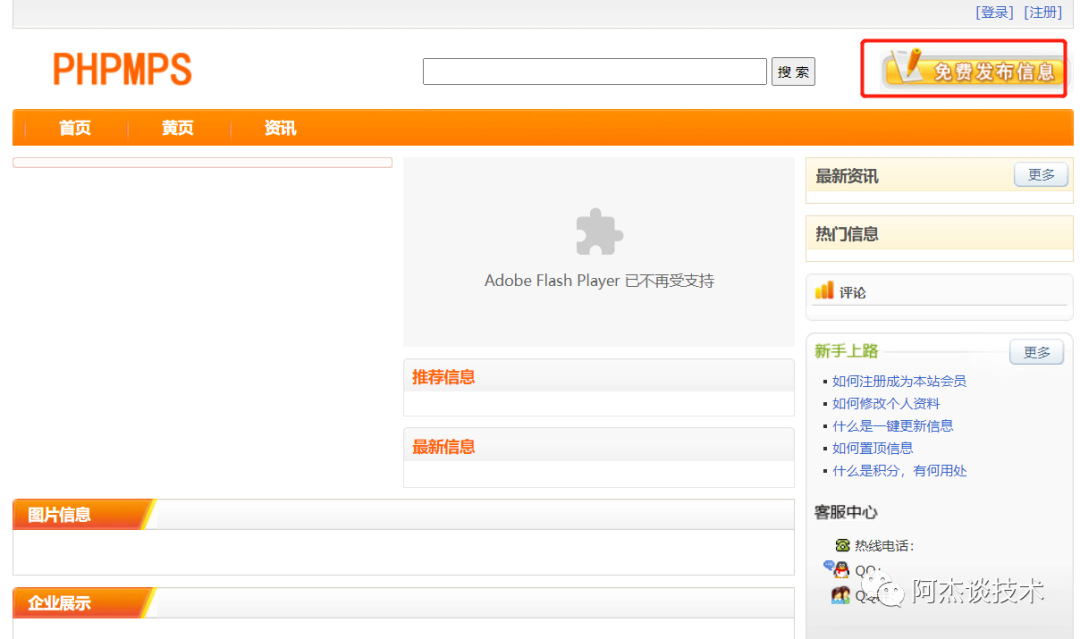 [登录] [注册]
PHPMPS
搜 索
免费发布信息
首页 黄页 资讯
Adobe Flash Player 已不再受支持
推荐信息
最新信息
图片信息
企业展示
最新资讯 更多
热门信息
评论
新手上路 更多
如何注册成为本站会员
如何修改个人资料
什么是一键更新信息
如何置顶信息
什么是积分，有何用处
客服中心
热线电话：
QQ：
阿杰谈技术